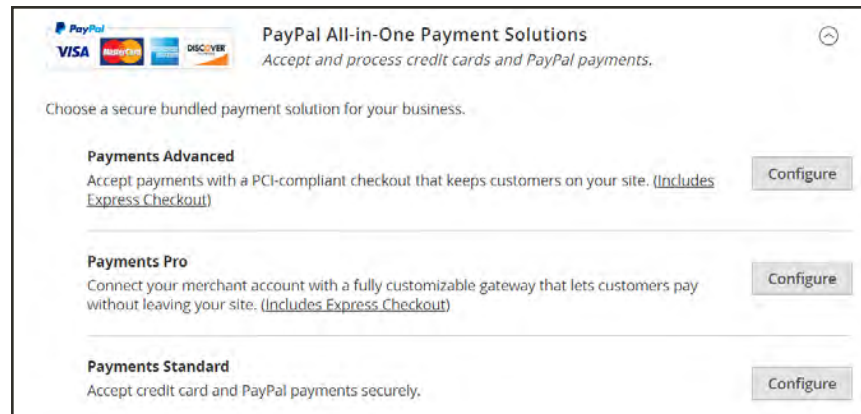 PayPal
VISA MasterCard DISCOVER
PayPal All-in-One Payment Solutions
Accept and process credit cards and PayPal payments.
Choose a secure bundled payment solution for your business.
Payments Advanced
Accept payments with a PCI-compliant checkout that keeps customers on your site. (Includes
Express Checkout)
Configure
Payments Pro
Connect your merchant account with a fully customizable gateway that lets customers pay
without leaving your site. (Includes Express Checkout)
Configure
Payments Standard
Accept credit card and PayPal payments securely.
Configure